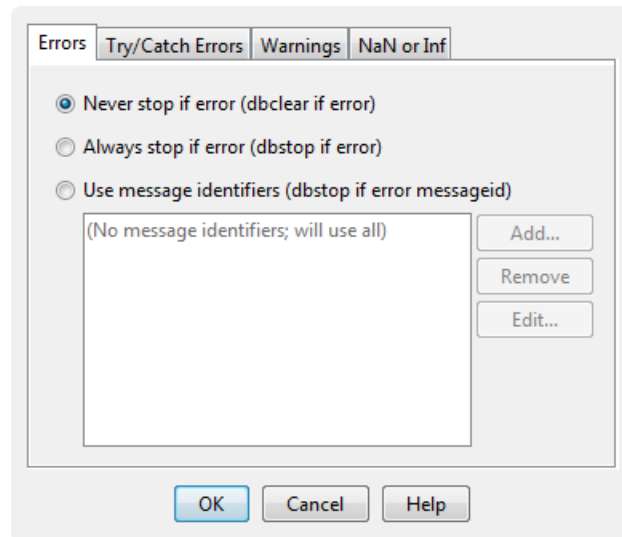 Errors Try/Catch Errors Warnings NaN or Inf
Never stop if error (dbclear if error)
Always stop if error (dbstop if error)
Use message identifiers (dbstop if error messageid)
(No message identifiers; will use all)
Add...
Remove
Edit...
OK Cancel Help